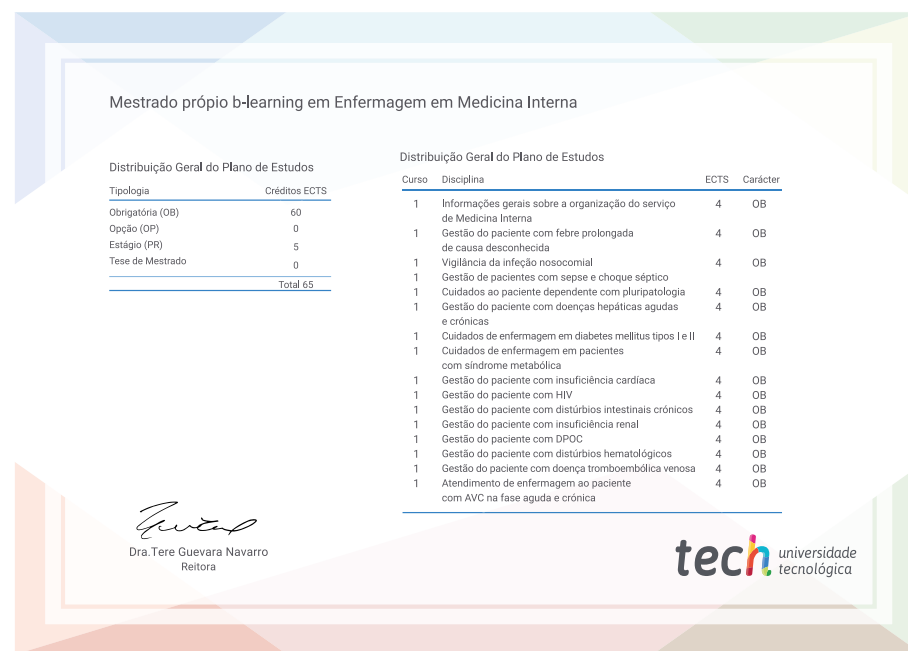 Mestrado própio b-learning em Enfermagem em Medicina Interna
Distribuição Geral do Plano de Estudos
Tipologia Créditos ECTS
Obrigatória (OB) 60
Opção (OP) 0
Estágio (PR) 5
Tese de Mestrado 0
Total 65
Distribuição Geral do Plano de Estudos
Curso Disciplina ECTS Carácter
1 Informações gerais sobre a organização do serviço 4 OB
de Medicina Interna
1 Gestão do paciente com febre prolongada 4 OB
de causa desconhecida
1 Vigilância da infeção nosocomial 4 OB
1 Gestão de pacientes com sepse e choque séptico
1 Cuidados ao paciente dependente com pluripatologia 4 OB
1 Gestão do paciente com doenças hepáticas agudas 4 OB
e crónicas
1 Cuidados de enfermagem em diabetes mellitus tipos I e II 4 OB
1 Cuidados de enfermagem em pacientes 4 OB
com síndrome metabólica
1 Gestão do paciente com insuficiência cardíaca 4 OB
1 Gestão do paciente com HIV 4 OB
1 Gestão do paciente com distúrbios intestinais crónicos 4 OB
1 Gestão do paciente com insuficiência renal 4 OB
1 Gestão do paciente com DPOC 4 OB
1 Gestão do paciente com distúrbios hematológicos 4 OB
1 Gestão do paciente com doença tromboembólica venosa 4 OB
1 Atendimento de enfermagem ao paciente 4 OB
com AVC na fase aguda e crónica
Dra.Tere Guevara Navarro
Reitora
tech universidade
tecnológica